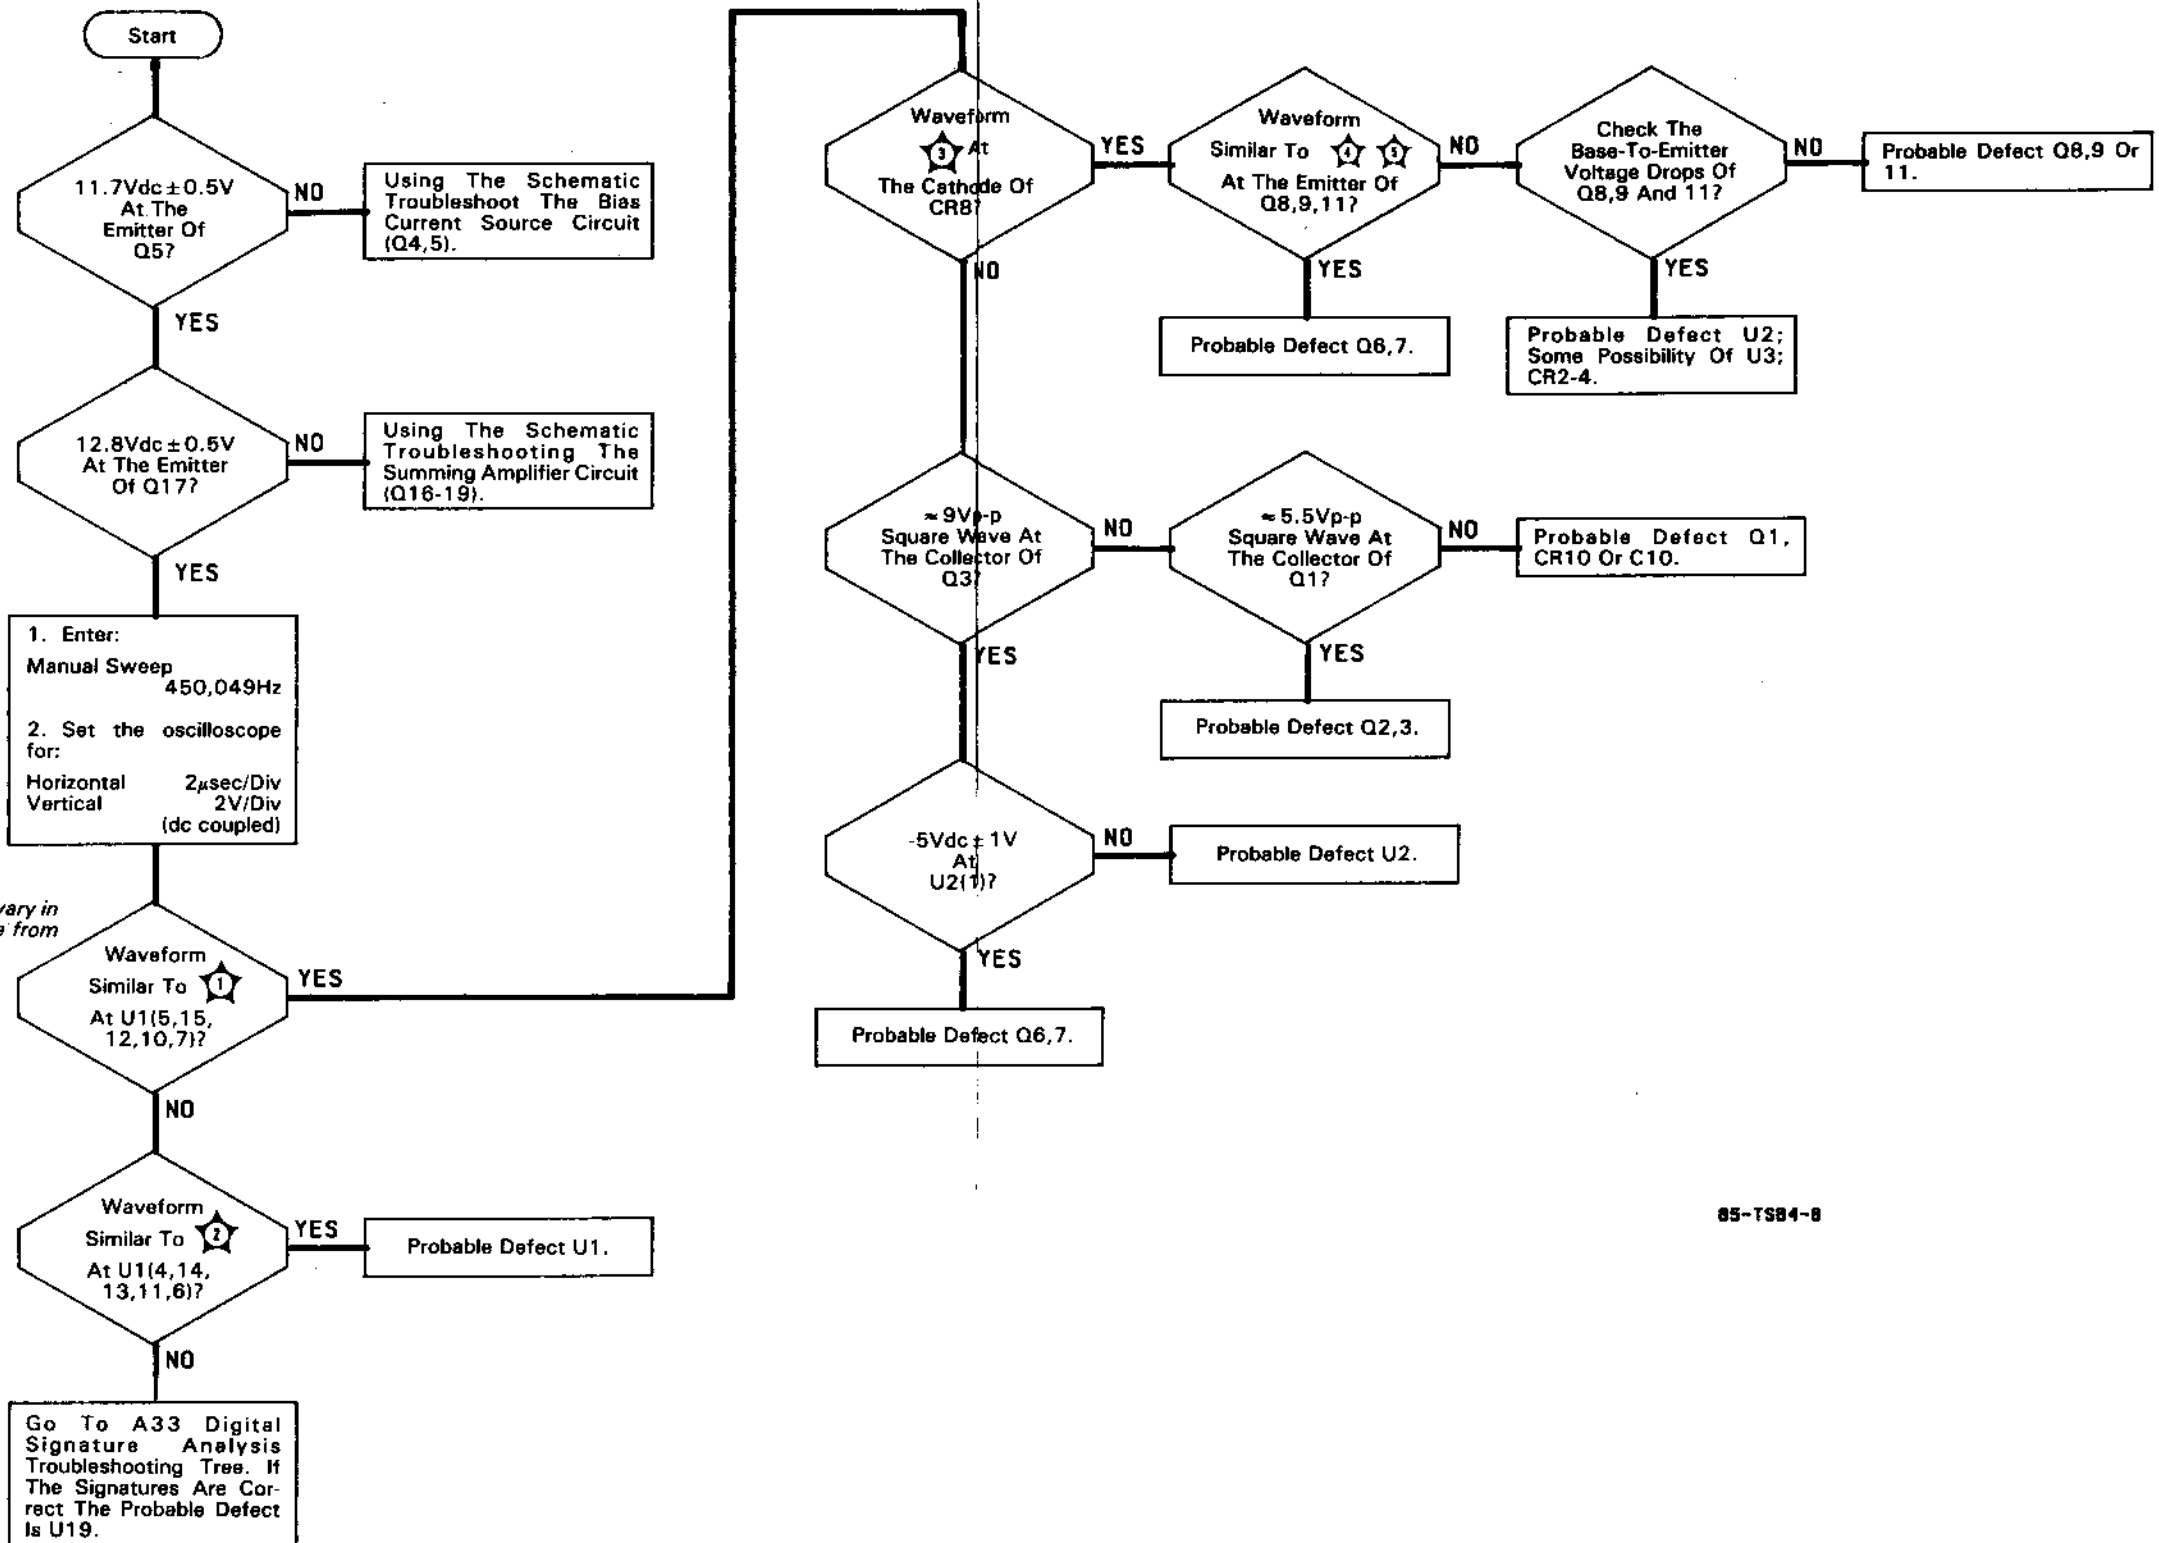 Start
11.7Vdc ± 0.5V
At The
Emitter Of
Q5?
NO
Using The Schematic
Troubleshoot The Bias
Current Source Circuit
(Q4,5).
YES
12.8Vdc ± 0.5V
At The Emitter
Of Q17?
NO
Using The Schematic
Troubleshooting The
Summing Amplifier Circuit
(Q16-19).
YES
1. Enter:
Manual Sweep
450,049Hz
2. Set the oscilloscope
for:
Horizontal 2µsec/Div
Vertical 2V/Div
(dc coupled)
vary in
from
Waveform
Similar To 1
At U1(5,15,
12,10,7)?
YES
NO
Waveform
Similar To 2
At U1(4,14,
13,11,6)?
YES
Probable Defect U1.
NO
Go To A33 Digital
Signature Analysis
Troubleshooting Tree. If
The Signatures Are Cor-
rect The Probable Defect
Is U19.
Waveform
3 At
The Cathode Of
CR8?
YES
NO
Waveform
Similar To 4 5
At The Emitter Of
Q8,9,11?
NO
YES
Probable Defect Q6,7.
Check The
Base-To-Emitter
Voltage Drops Of
Q8,9 And 11?
NO
Probable Defect Q8,9 Or
11.
YES
Probable Defect U2;
Some Possibility Of U3;
CR2-4.
≈ 9Vp-p
Square Wave At
The Collector Of
Q3?
NO
YES
≈ 5.5Vp-p
Square Wave At
The Collector Of
Q1?
NO
Probable Defect Q1,
CR10 Or C10.
YES
Probable Defect Q2,3.
-5Vdc ± 1V
At
U2(1)?
NO
Probable Defect U2.
YES
Probable Defect Q6,7.
85-TS84-8